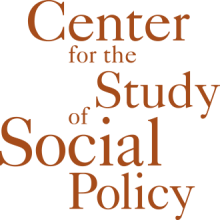 Center
for the
Study
of
Social
Policy